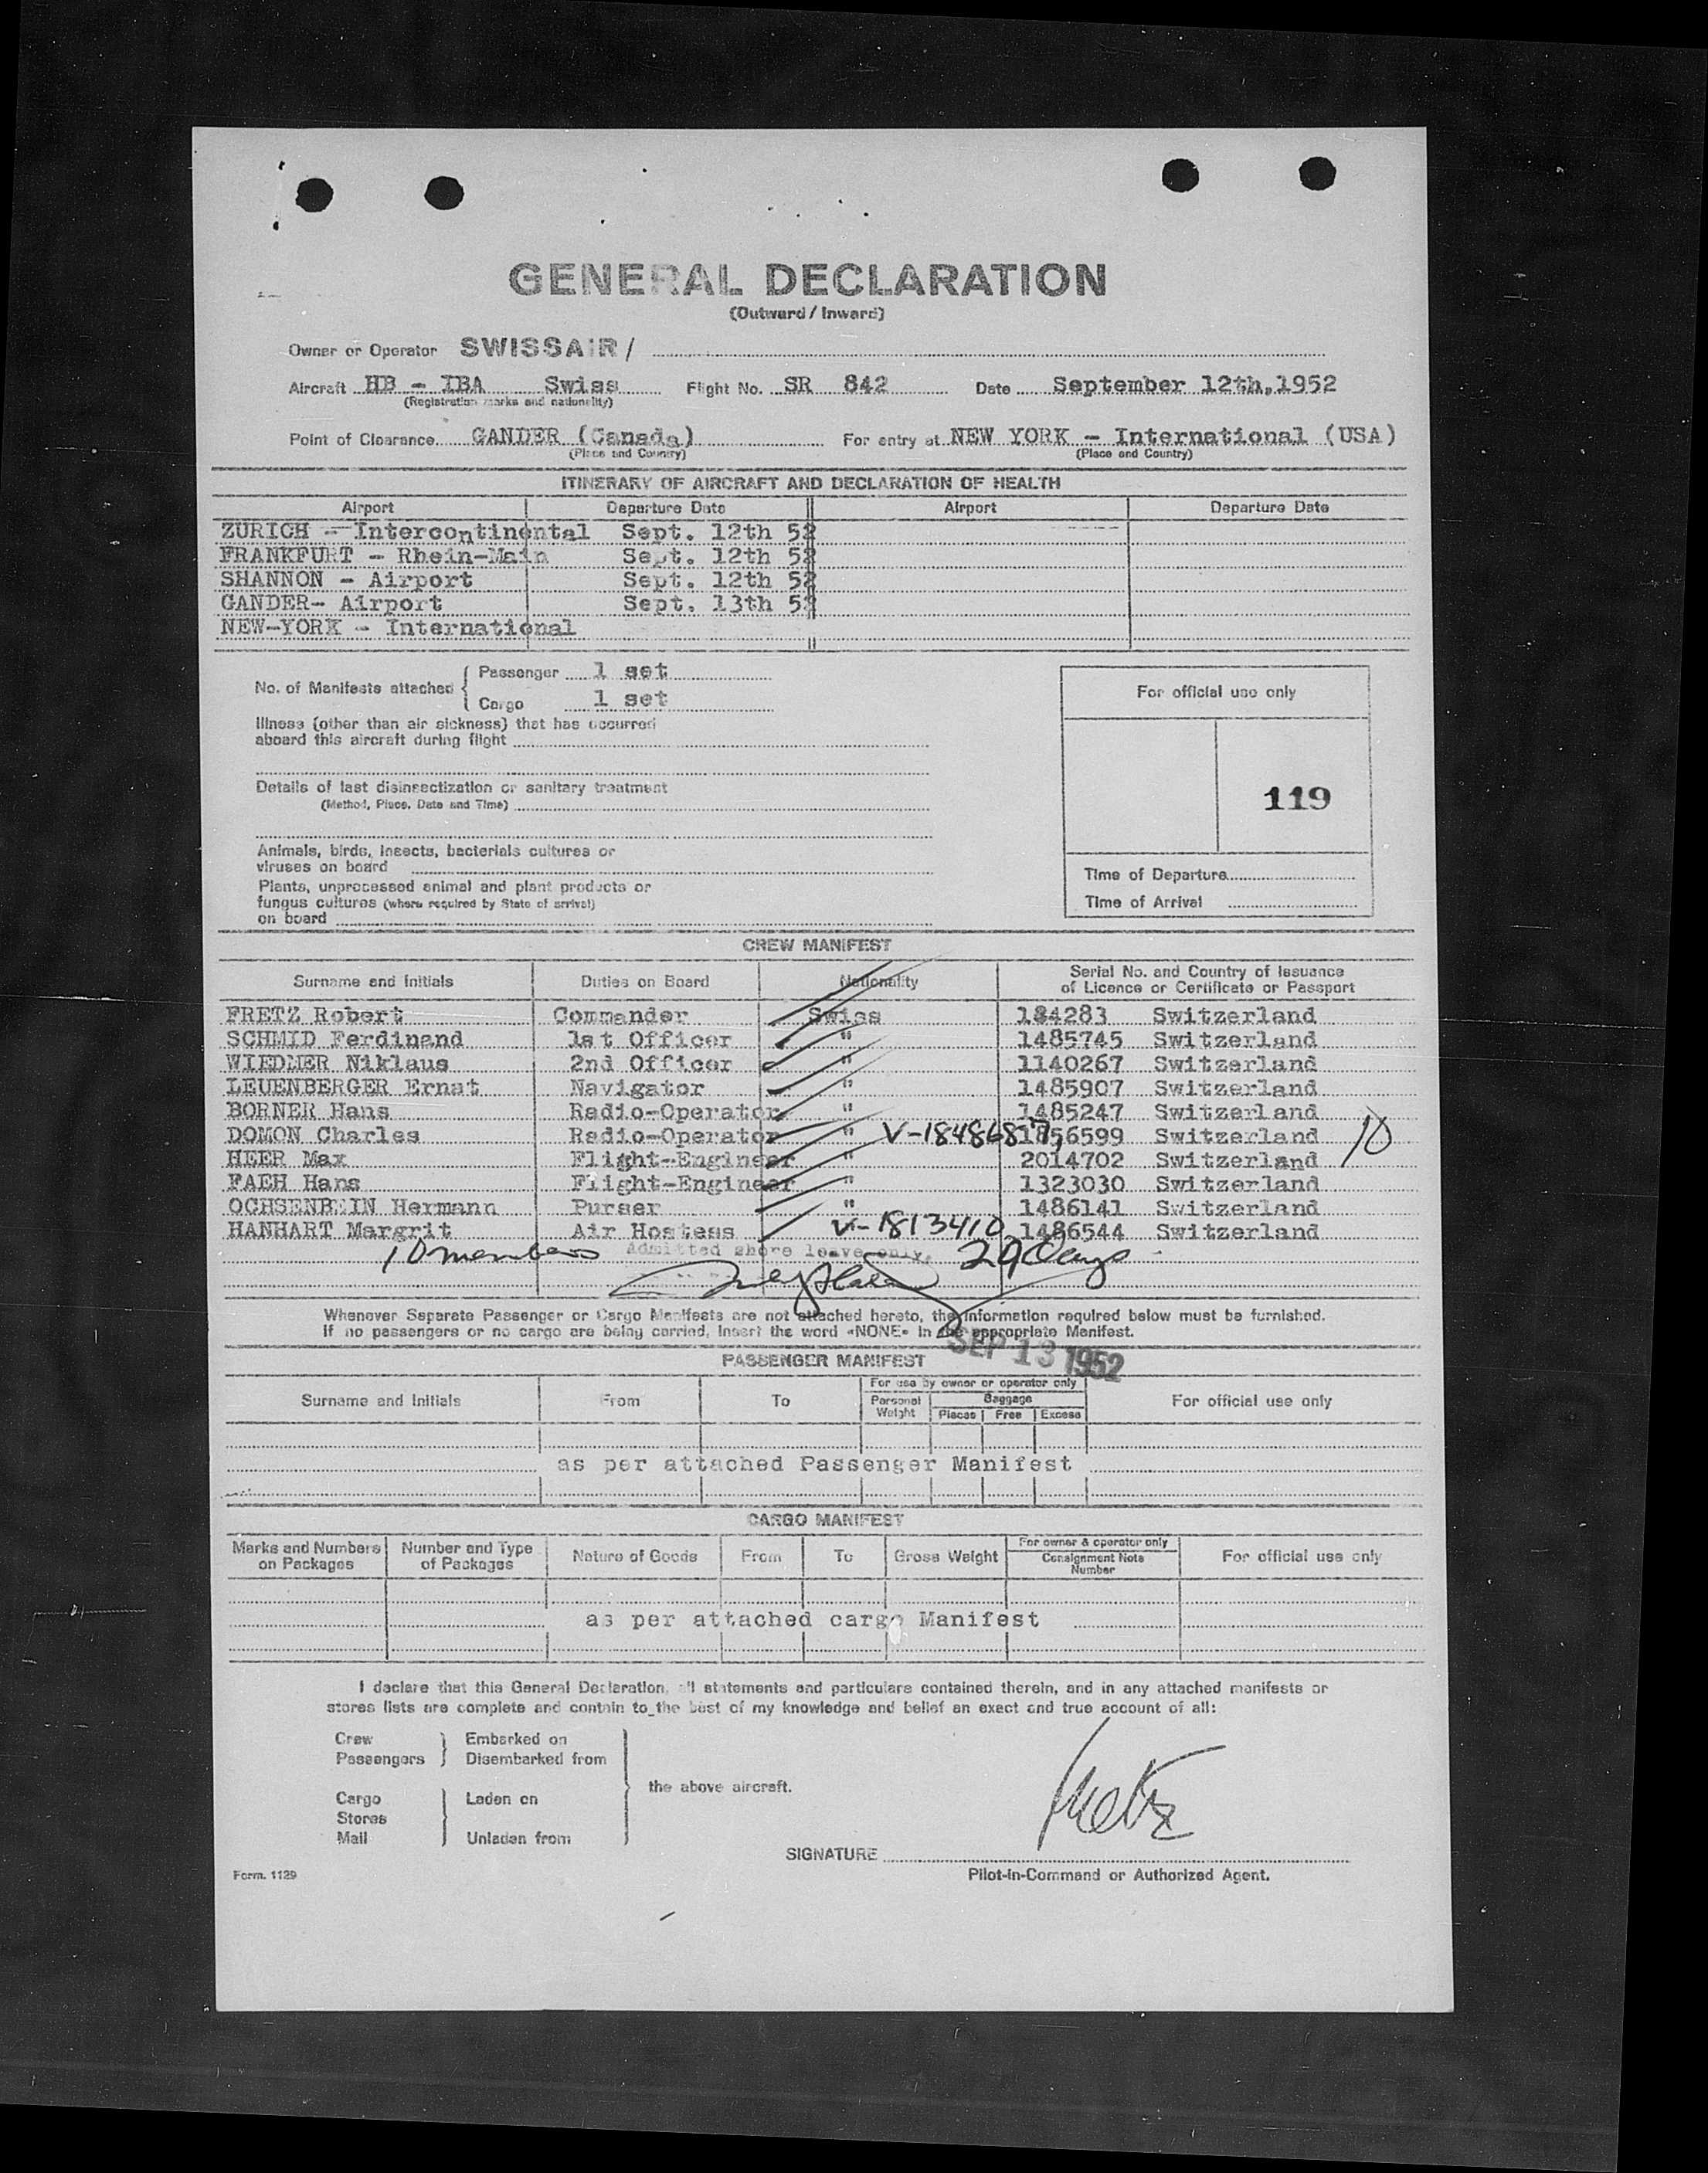 GENERAL DECLARATION
(Outward / Inward)
Owner or Operator SWISSAIR /
Aircraft HB - IBA Swiss Flight No. SR 842 Date September 12th, 1952
(Registration marks and nationality)
Point of Clearance GANDER (Canada) For entry at NEW YORK - International (USA)
(Place and Country) (Place and Country)
ITINERARY OF AIRCRAFT AND DECLARATION OF HEALTH
Airport Departure Date Airport Departure Date
ZURICH - Intercontinental Sept. 12th 52
FRANKFURT - Rhein-Main Sept. 12th 52
SHANNON - Airport Sept. 12th 52
GANDER- Airport Sept. 13th 52
NEW-YORK - International
No. of Manifests attached { Passenger 1 set
Cargo 1 set
For official use only
Illness (other than air sickness) that has occurred
aboard this aircraft during flight
Details of last disinsectization or sanitary treatment
(Method, Place, Date and Time)
119
Animals, birds, insects, bacterials cultures or
viruses on board
Plants, unprocessed animal and plant products or
fungus cultures (where required by State of arrival)
on board
Time of Departure
Time of Arrival
CREW MANIFEST
Surname and Initials Duties on Board Nationality Serial No. and Country of Issuance
of Licence or Certificate or Passport
FRETZ Robert Commander Swiss 184283 Switzerland
SCHMID Ferdinand 1st Officer " 1485745 Switzerland
WIEDMER Niklaus 2nd Officer " 1140267 Switzerland
LEUENBERGER Ernst Navigator " 1485907 Switzerland
BORNER Hans Radio-Operator " 1485247 Switzerland
DOMON Charles Radio-Operator " V-1848687, 1856599 Switzerland 10
HEER Max Flight-Engineer " 2014702 Switzerland
FAEH Hans Flight-Engineer " 1323030 Switzerland
OCHSENBEIN Hermann Purser " 1486141 Switzerland
HANHART Margrit Air Hostess V-1813410 1486544 Switzerland
10 members Admitted shore leave only. 29 Days
Whenever Separate Passenger or Cargo Manifests are not attached hereto, the information required below must be furnished.
If no passengers or no cargo are being carried, insert the word «NONE» in the appropriate Manifest.
SEP 13 1952
PASSENGER MANIFEST
Surname and Initials From To For use by owner or operator only For official use only
Personal Weight Baggage
Pieces Free Excess
as per attached Passenger Manifest
CARGO MANIFEST
Marks and Numbers on Packages Number and Type of Packages Nature of Goods From To Gross Weight For owner & operator only For official use only
Consignment Note Number
as per attached cargo Manifest
I declare that this General Declaration, all statements and particulars contained therein, and in any attached manifests or
stores lists are complete and contain to the best of my knowledge and belief an exact and true account of all:
Crew Embarked on
Passengers Disembarked from
the above aircraft.
Cargo Laden on
Stores
Mail Unladen from
SIGNATURE
Form. 1129 Pilot-in-Command or Authorized Agent.